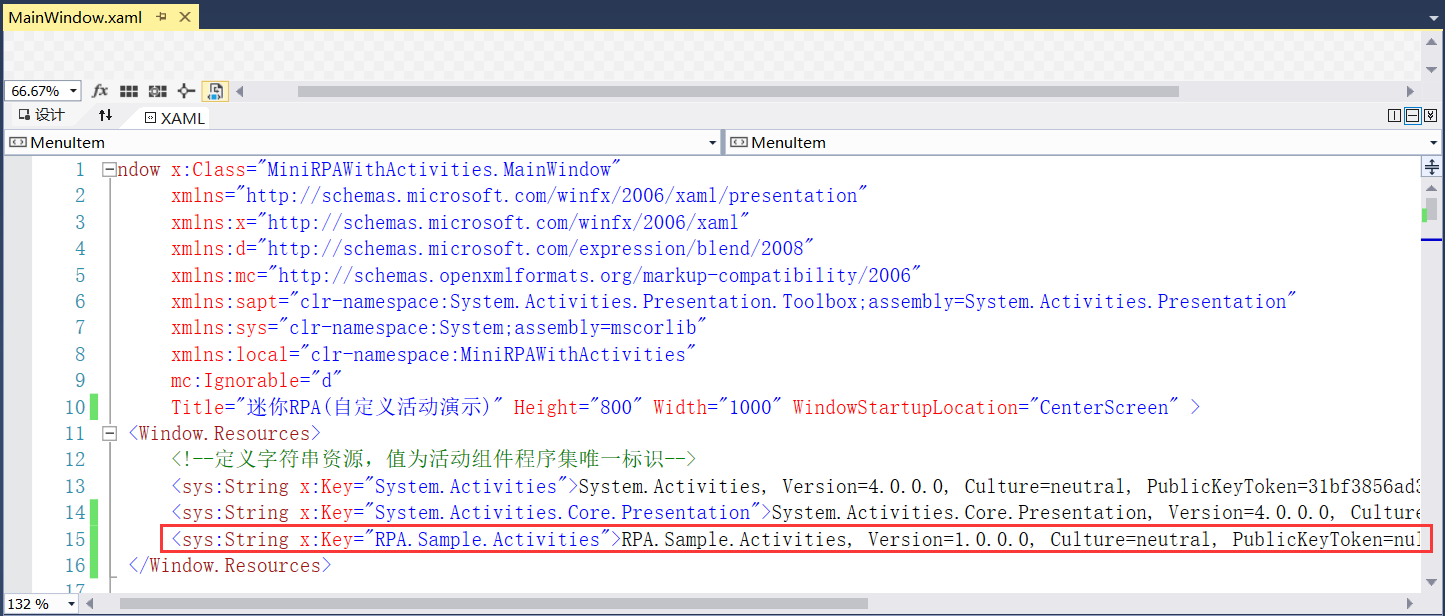 MainWindow.xaml
66.67%
fx
设计
XAML
MenuItem
MenuItem
1 ndow x:Class="MiniRPAWithActivities.MainWindow"
2 xmlns="http://schemas.microsoft.com/winfx/2006/xaml/presentation"
3 xmlns:x="http://schemas.microsoft.com/winfx/2006/xaml"
4 xmlns:d="http://schemas.microsoft.com/expression/blend/2008"
5 xmlns:mc="http://schemas.openxmlformats.org/markup-compatibility/2006"
6 xmlns:sapt="clr-namespace:System.Activities.Presentation.Toolbox;assembly=System.Activities.Presentation"
7 xmlns:sys="clr-namespace:System;assembly=mscorlib"
8 xmlns:local="clr-namespace:MiniRPAWithActivities"
9 mc:Ignorable="d"
10 Title="迷你RPA(自定义活动演示)" Height="800" Width="1000" WindowStartupLocation="CenterScreen" >
11 <Window.Resources>
12 <!--定义字符串资源，值为活动组件程序集唯一标识-->
13 <sys:String x:Key="System.Activities">System.Activities, Version=4.0.0.0, Culture=neutral, PublicKeyToken=31bf3856ad3
14 <sys:String x:Key="System.Activities.Core.Presentation">System.Activities.Core.Presentation, Version=4.0.0.0, Culture
15 <sys:String x:Key="RPA.Sample.Activities">RPA.Sample.Activities, Version=1.0.0.0, Culture=neutral, PublicKeyToken=nul
16 </Window.Resources>
17
132 %